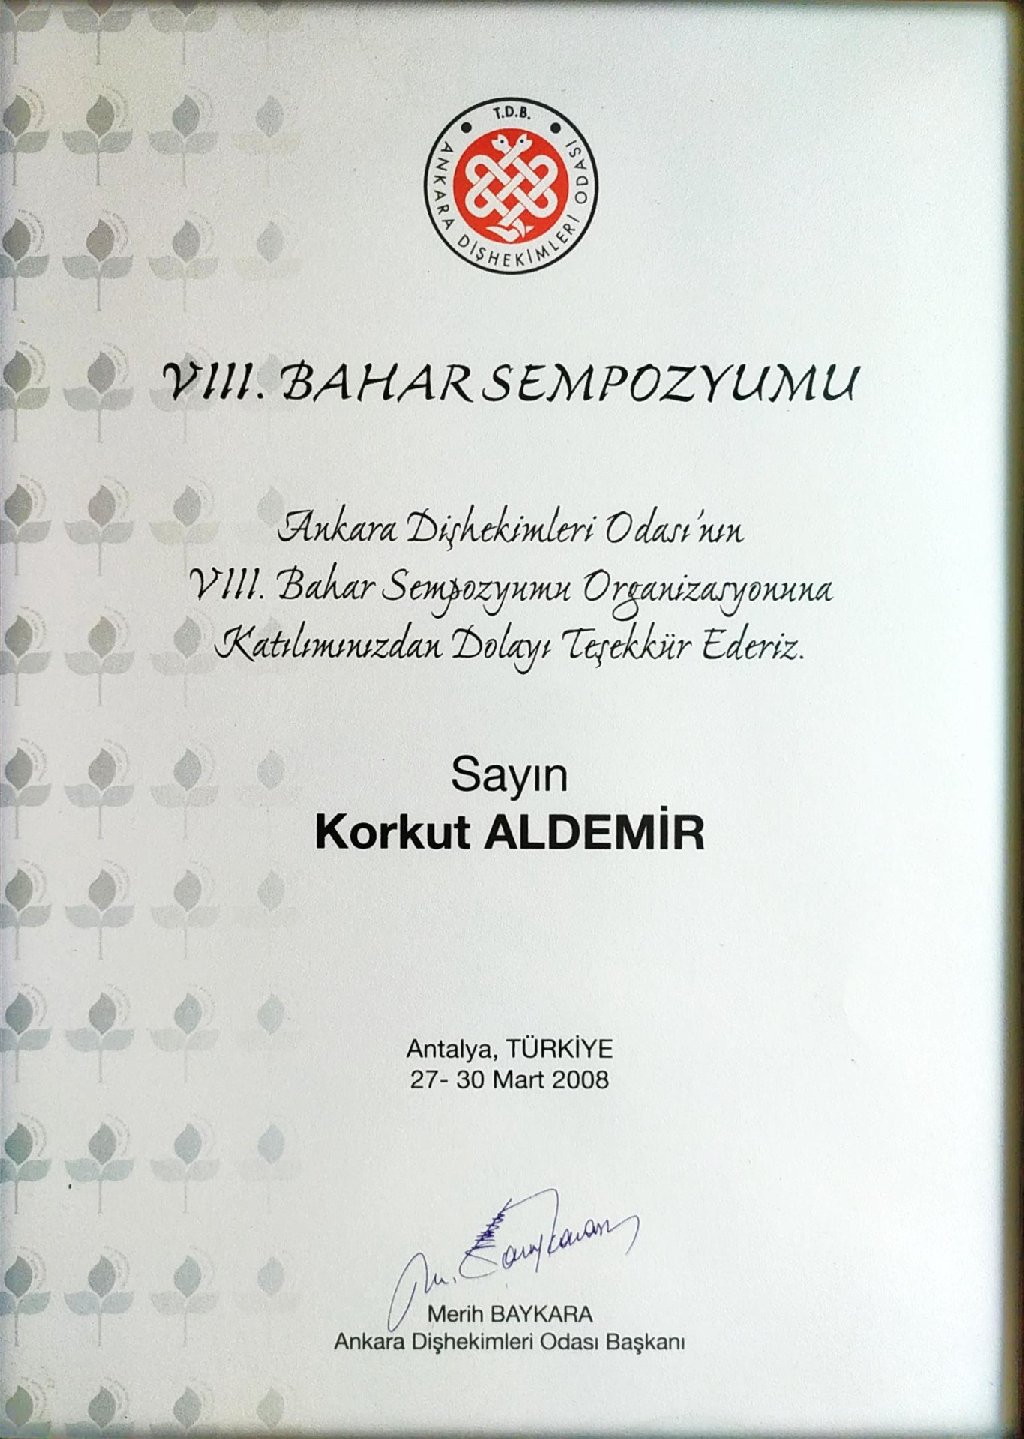 T.D.B.
ANKARA DİŞHEKİMLERİ ODASI
VIII. BAHAR SEMPOZYUMU
Ankara Dişhekimleri Odası'nın
VIII. Bahar Sempozyumu Organizasyonuna
Katılımınızdan Dolayı Teşekkür Ederiz.
Sayın
Korkut ALDEMİR
Antalya, TÜRKİYE
27- 30 Mart 2008
M. Baykara
Merih BAYKARA
Ankara Dişhekimleri Odası Başkanı